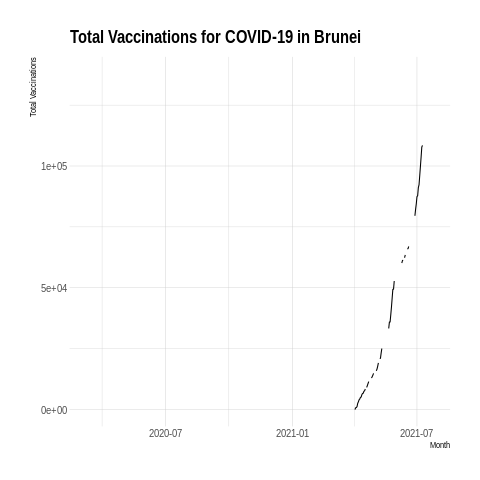 Total Vaccinations for COVID-19 in Brunei
Total Vaccinations
1e+05
5e+04
0e+00
2020-07
2021-01
2021-07
Month